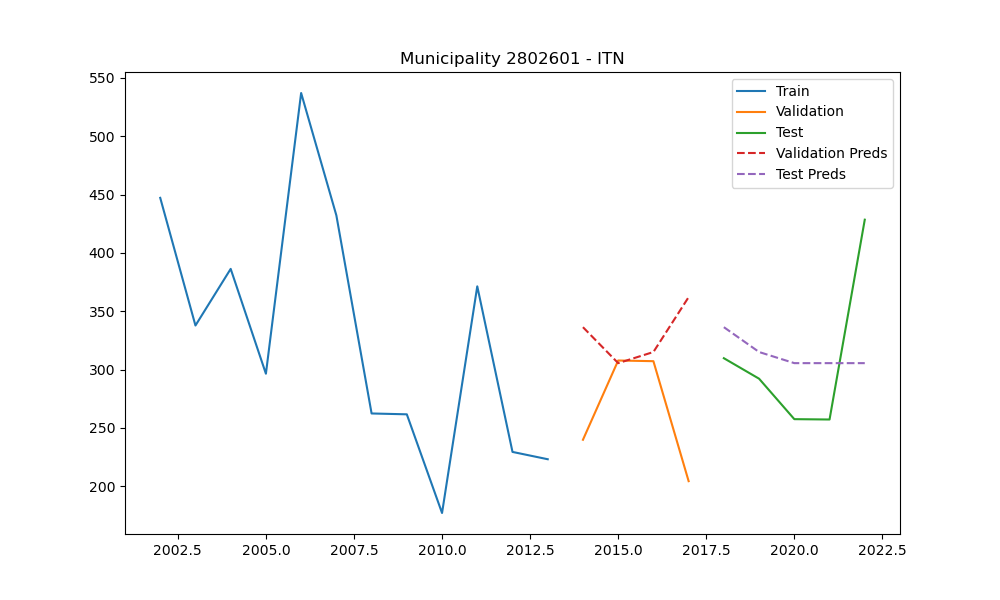 Municipality 2802601 - ITN
550
500
450
400
350
300
250
200
2002.5
2005.0
2007.5
2010.0
2012.5
2015.0
2017.5
2020.0
2022.5
Train
Validation
Test
Validation Preds
Test Preds